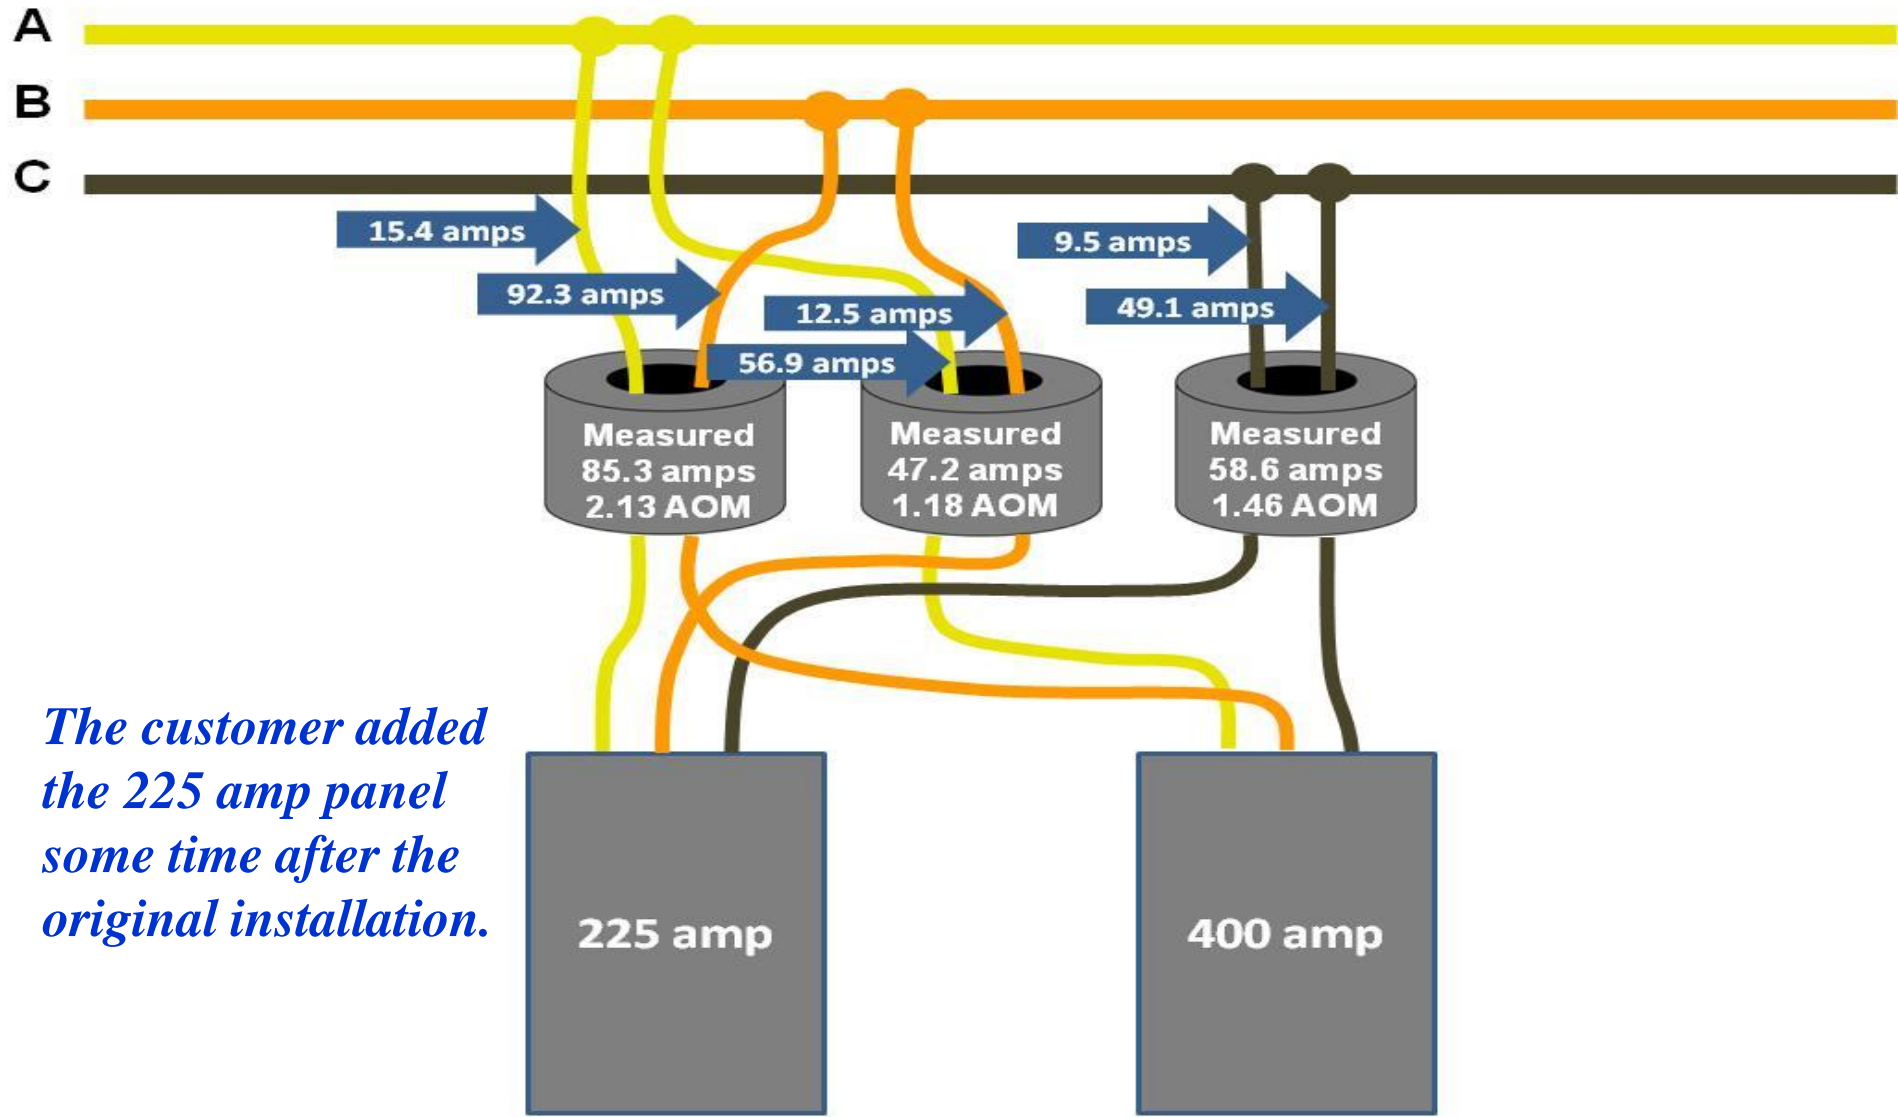 A
B
C
15.4 amps
92.3 amps
12.5 amps
56.9 amps
9.5 amps
49.1 amps
Measured
85.3 amps
2.13 AOM
Measured
47.2 amps
1.18 AOM
Measured
58.6 amps
1.46 AOM
The customer added
the 225 amp panel
some time after the
original installation.
225 amp
400 amp